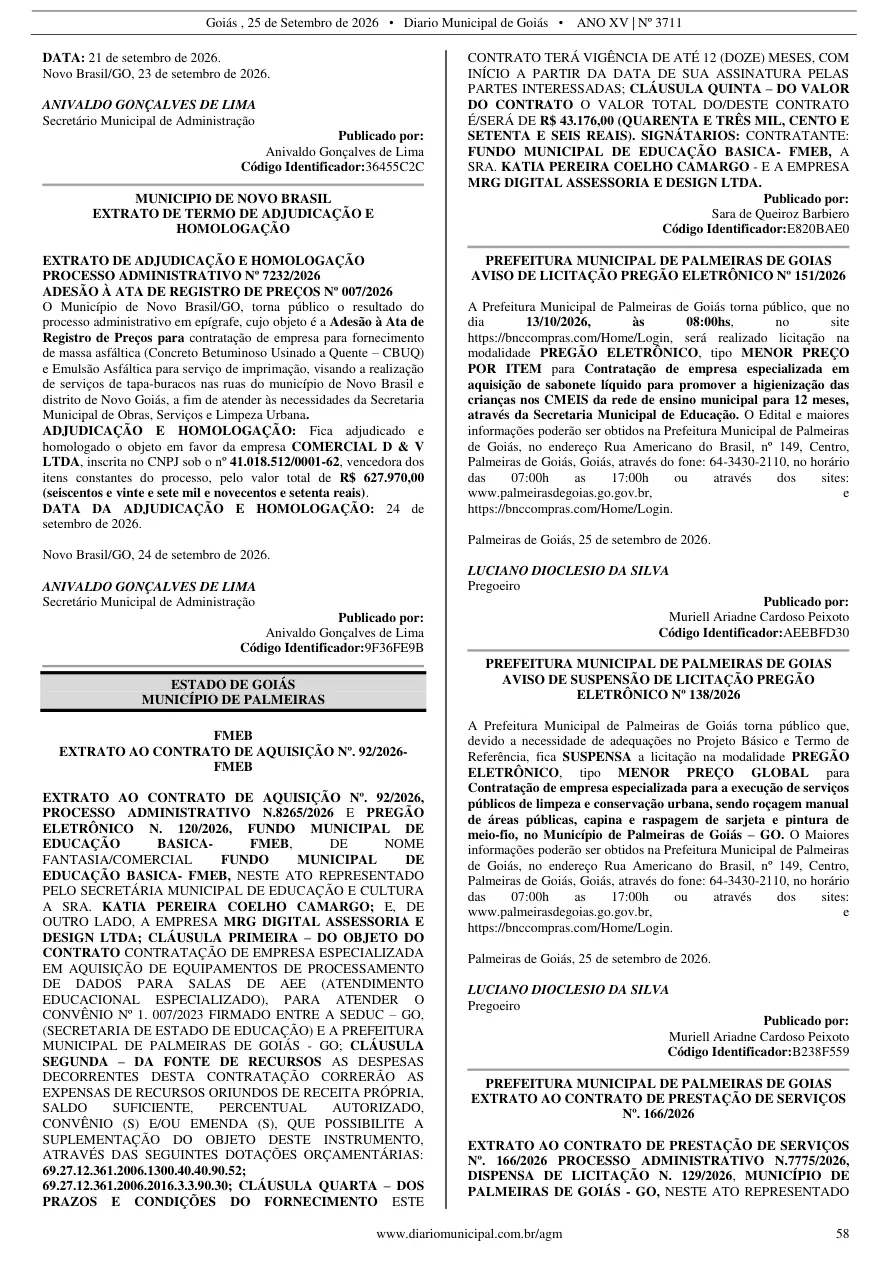 Goiás , 25 de Setembro de 2026 • Diario Municipal de Goiás • ANO XV | Nº 3711
DATA: 21 de setembro de 2026.
Novo Brasil/GO, 23 de setembro de 2026.
ANIVALDO GONÇALVES DE LIMA
Secretário Municipal de Administração
Publicado por:
Anivaldo Gonçalves de Lima
Código Identificador:36455C2C
MUNICIPIO DE NOVO BRASIL
EXTRATO DE TERMO DE ADJUDICAÇÃO E
HOMOLOGAÇÃO
EXTRATO DE ADJUDICAÇÃO E HOMOLOGAÇÃO
PROCESSO ADMINISTRATIVO Nº 7232/2026
ADESÃO À ATA DE REGISTRO DE PREÇOS Nº 007/2026
O Município de Novo Brasil/GO, torna público o resultado do
processo administrativo em epígrafe, cujo objeto é a Adesão à Ata de
Registro de Preços para contratação de empresa para fornecimento
de massa asfáltica (Concreto Betuminoso Usinado a Quente – CBUQ)
e Emulsão Asfáltica para serviço de imprimação, visando a realização
de serviços de tapa-buracos nas ruas do município de Novo Brasil e
distrito de Novo Goiás, a fim de atender às necessidades da Secretaria
Municipal de Obras, Serviços e Limpeza Urbana.
ADJUDICAÇÃO E HOMOLOGAÇÃO: Fica adjudicado e
homologado o objeto em favor da empresa COMERCIAL D & V
LTDA, inscrita no CNPJ sob o nº 41.018.512/0001-62, vencedora dos
itens constantes do processo, pelo valor total de R$ 627.970,00
(seiscentos e vinte e sete mil e novecentos e setenta reais).
DATA DA ADJUDICAÇÃO E HOMOLOGAÇÃO: 24 de
setembro de 2026.
Novo Brasil/GO, 24 de setembro de 2026.
ANIVALDO GONÇALVES DE LIMA
Secretário Municipal de Administração
Publicado por:
Anivaldo Gonçalves de Lima
Código Identificador:9F36FE9B
ESTADO DE GOIÁS
MUNICÍPIO DE PALMEIRAS
FMEB
EXTRATO AO CONTRATO DE AQUISIÇÃO Nº. 92/2026-
FMEB
EXTRATO AO CONTRATO DE AQUISIÇÃO Nº. 92/2026,
PROCESSO ADMINISTRATIVO N.8265/2026 E PREGÃO
ELETRÔNICO N. 120/2026, FUNDO MUNICIPAL DE
EDUCAÇÃO BASICA- FMEB, DE NOME
FANTASIA/COMERCIAL FUNDO MUNICIPAL DE
EDUCAÇÃO BASICA- FMEB, NESTE ATO REPRESENTADO
PELO SECRETÁRIA MUNICIPAL DE EDUCAÇÃO E CULTURA
A SRA. KATIA PEREIRA COELHO CAMARGO; E, DE
OUTRO LADO, A EMPRESA MRG DIGITAL ASSESSORIA E
DESIGN LTDA; CLÁUSULA PRIMEIRA – DO OBJETO DO
CONTRATO CONTRATAÇÃO DE EMPRESA ESPECIALIZADA
EM AQUISIÇÃO DE EQUIPAMENTOS DE PROCESSAMENTO
DE DADOS PARA SALAS DE AEE (ATENDIMENTO
EDUCACIONAL ESPECIALIZADO), PARA ATENDER O
CONVÊNIO Nº 1. 007/2023 FIRMADO ENTRE A SEDUC – GO,
(SECRETARIA DE ESTADO DE EDUCAÇÃO) E A PREFEITURA
MUNICIPAL DE PALMEIRAS DE GOIÁS - GO; CLÁUSULA
SEGUNDA – DA FONTE DE RECURSOS AS DESPESAS
DECORRENTES DESTA CONTRATAÇÃO CORRERÃO AS
EXPENSAS DE RECURSOS ORIUNDOS DE RECEITA PRÓPRIA,
SALDO SUFICIENTE, PERCENTUAL AUTORIZADO,
CONVÊNIO (S) E/OU EMENDA (S), QUE POSSIBILITE A
SUPLEMENTAÇÃO DO OBJETO DESTE INSTRUMENTO,
ATRAVÉS DAS SEGUINTES DOTAÇÕES ORÇAMENTÁRIAS:
69.27.12.361.2006.1300.40.40.90.52;
69.27.12.361.2006.2016.3.3.90.30; CLÁUSULA QUARTA – DOS
PRAZOS E CONDIÇÕES DO FORNECIMENTO ESTE
CONTRATO TERÁ VIGÊNCIA DE ATÉ 12 (DOZE) MESES, COM
INÍCIO A PARTIR DA DATA DE SUA ASSINATURA PELAS
PARTES INTERESSADAS; CLÁUSULA QUINTA – DO VALOR
DO CONTRATO O VALOR TOTAL DO/DESTE CONTRATO
É/SERÁ DE R$ 43.176,00 (QUARENTA E TRÊS MIL, CENTO E
SETENTA E SEIS REAIS). SIGNÁTARIOS: CONTRATANTE:
FUNDO MUNICIPAL DE EDUCAÇÃO BASICA- FMEB, A
SRA. KATIA PEREIRA COELHO CAMARGO - E A EMPRESA
MRG DIGITAL ASSESSORIA E DESIGN LTDA.
Publicado por:
Sara de Queiroz Barbiero
Código Identificador:E820BAE0
PREFEITURA MUNICIPAL DE PALMEIRAS DE GOIAS
AVISO DE LICITAÇÃO PREGÃO ELETRÔNICO Nº 151/2026
A Prefeitura Municipal de Palmeiras de Goiás torna público, que no
dia 13/10/2026, às 08:00hs, no site
https://bnccompras.com/Home/Login, será realizado licitação na
modalidade PREGÃO ELETRÔNICO, tipo MENOR PREÇO
POR ITEM para Contratação de empresa especializada em
aquisição de sabonete líquido para promover a higienização das
crianças nos CMEIS da rede de ensino municipal para 12 meses,
através da Secretaria Municipal de Educação. O Edital e maiores
informações poderão ser obtidos na Prefeitura Municipal de Palmeiras
de Goiás, no endereço Rua Americano do Brasil, nº 149, Centro,
Palmeiras de Goiás, Goiás, através do fone: 64-3430-2110, no horário
das 07:00h as 17:00h ou através dos sites:
www.palmeirasdegoias.go.gov.br, e
https://bnccompras.com/Home/Login.
Palmeiras de Goiás, 25 de setembro de 2026.
LUCIANO DIOCLESIO DA SILVA
Pregoeiro
Publicado por:
Muriell Ariadne Cardoso Peixoto
Código Identificador:AEEBFD30
PREFEITURA MUNICIPAL DE PALMEIRAS DE GOIAS
AVISO DE SUSPENSÃO DE LICITAÇÃO PREGÃO
ELETRÔNICO Nº 138/2026
A Prefeitura Municipal de Palmeiras de Goiás torna público que,
devido a necessidade de adequações no Projeto Básico e Termo de
Referência, fica SUSPENSA a licitação na modalidade PREGÃO
ELETRÔNICO, tipo MENOR PREÇO GLOBAL para
Contratação de empresa especializada para a execução de serviços
públicos de limpeza e conservação urbana, sendo roçagem manual
de áreas públicas, capina e raspagem de sarjeta e pintura de
meio-fio, no Município de Palmeiras de Goiás – GO. O Maiores
informações poderão ser obtidos na Prefeitura Municipal de Palmeiras
de Goiás, no endereço Rua Americano do Brasil, nº 149, Centro,
Palmeiras de Goiás, Goiás, através do fone: 64-3430-2110, no horário
das 07:00h as 17:00h ou através dos sites:
www.palmeirasdegoias.go.gov.br, e
https://bnccompras.com/Home/Login.
Palmeiras de Goiás, 25 de setembro de 2026.
LUCIANO DIOCLESIO DA SILVA
Pregoeiro
Publicado por:
Muriell Ariadne Cardoso Peixoto
Código Identificador:B238F559
PREFEITURA MUNICIPAL DE PALMEIRAS DE GOIAS
EXTRATO AO CONTRATO DE PRESTAÇÃO DE SERVIÇOS
Nº. 166/2026
EXTRATO AO CONTRATO DE PRESTAÇÃO DE SERVIÇOS
Nº. 166/2026 PROCESSO ADMINISTRATIVO N.7775/2026,
DISPENSA DE LICITAÇÃO N. 129/2026, MUNICÍPIO DE
PALMEIRAS DE GOIÁS - GO, NESTE ATO REPRESENTADO
www.diariomunicipal.com.br/agm 58